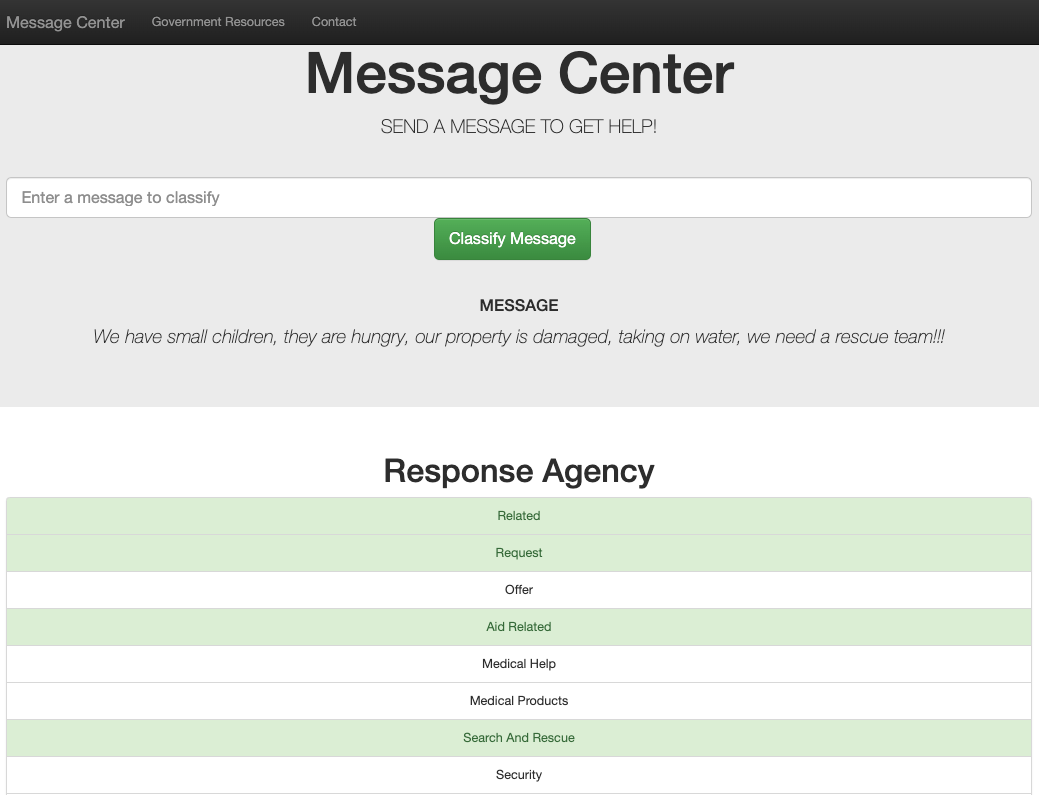 Message Center Government Resources Contact
Message Center
SEND A MESSAGE TO GET HELP!
Enter a message to classify
Classify Message
MESSAGE
We have small children, they are hungry, our property is damaged, taking on water, we need a rescue team!!!
Response Agency
Related
Request
Offer
Aid Related
Medical Help
Medical Products
Search And Rescue
Security